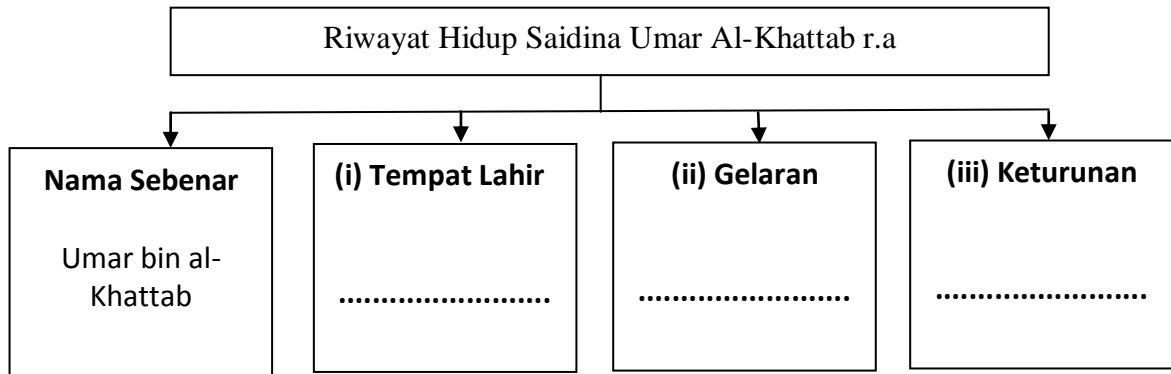 Riwayat Hidup Saidina Umar Al-Khattab r.a
Nama Sebenar
Umar bin al-
Khattab
(i) Tempat Lahir
...........................
(ii) Gelaran
...........................
(iii) Keturunan
...........................